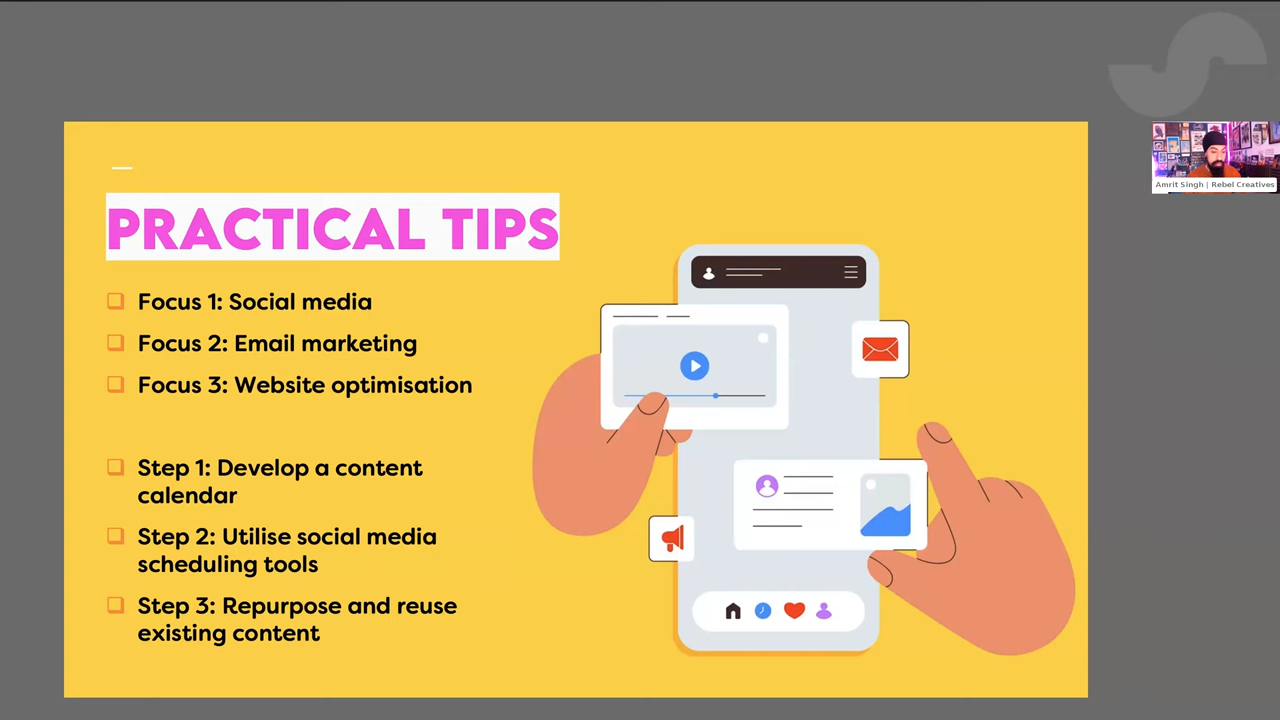 PRACTICAL TIPS
Focus 1: Social media
Focus 2: Email marketing
Focus 3: Website optimisation
Step 1: Develop a content
calendar
Step 2: Utilise social media
scheduling tools
Step 3: Repurpose and reuse
existing content
Amrit Singh | Rebel Creatives